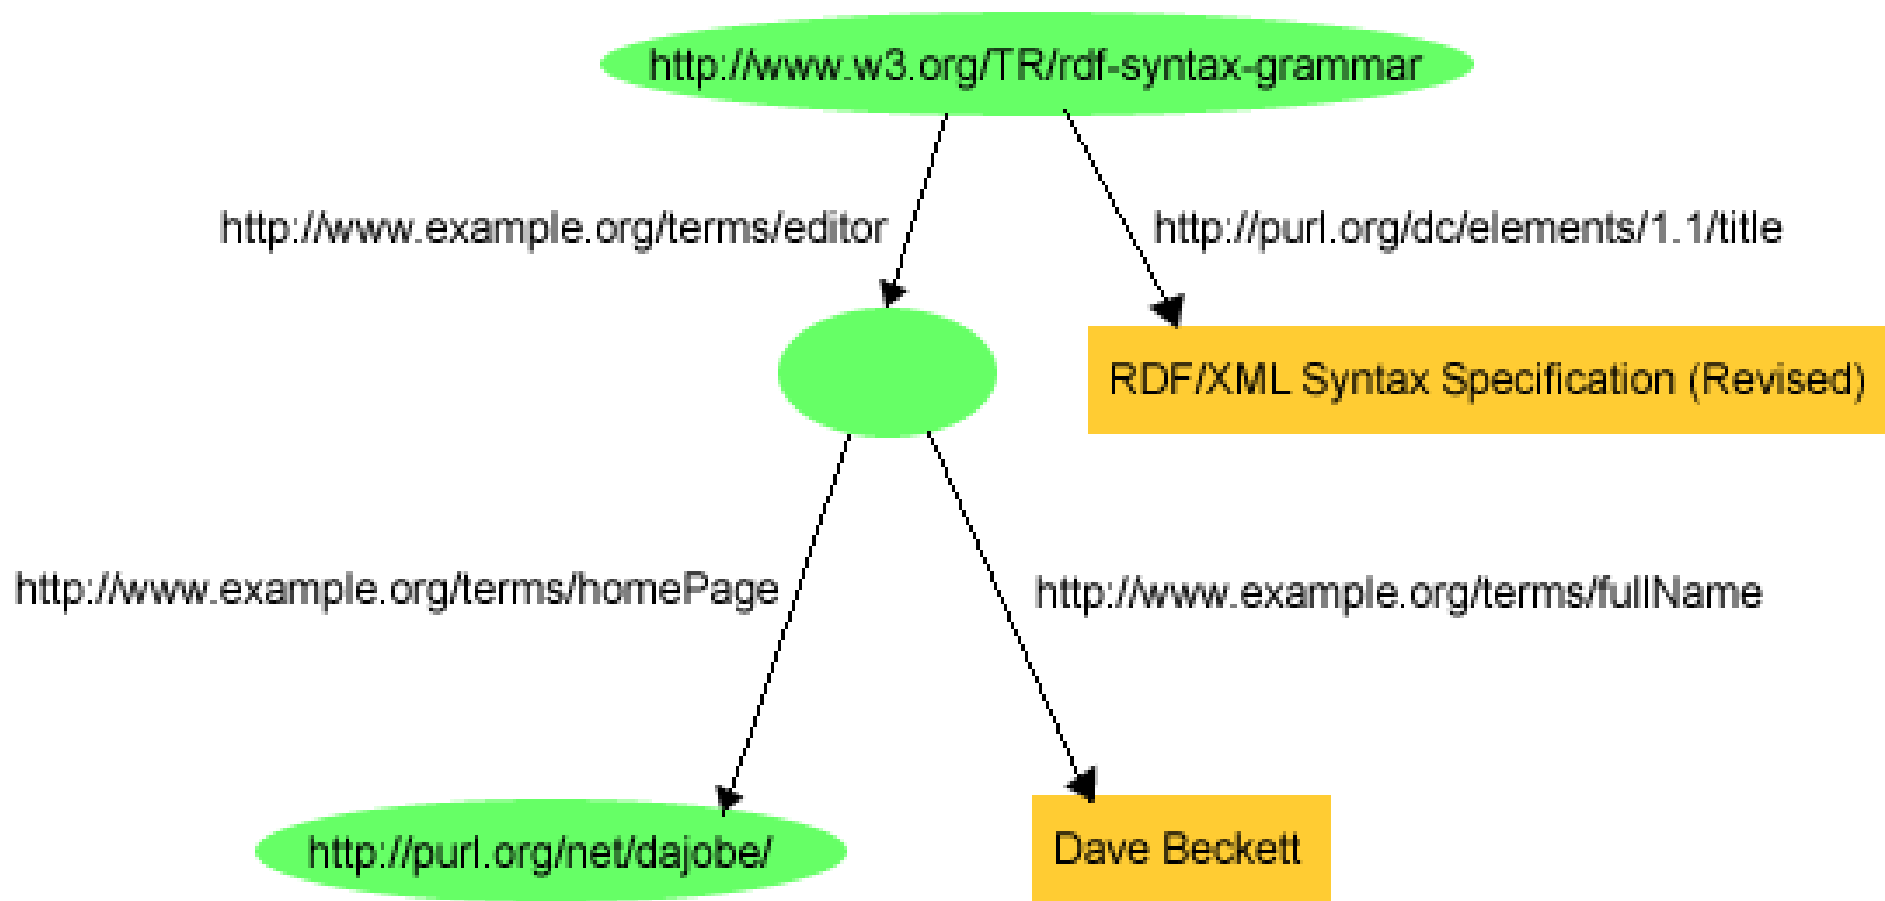 http://www.w3.org/TR/rdf-syntax-grammar
http://www.example.org/terms/editor
http://purl.org/dc/elements/1.1/title
RDF/XML Syntax Specification (Revised)
http://www.example.org/terms/homePage
http://www.example.org/terms/fullName
http://purl.org/net/dajobe/
Dave Beckett